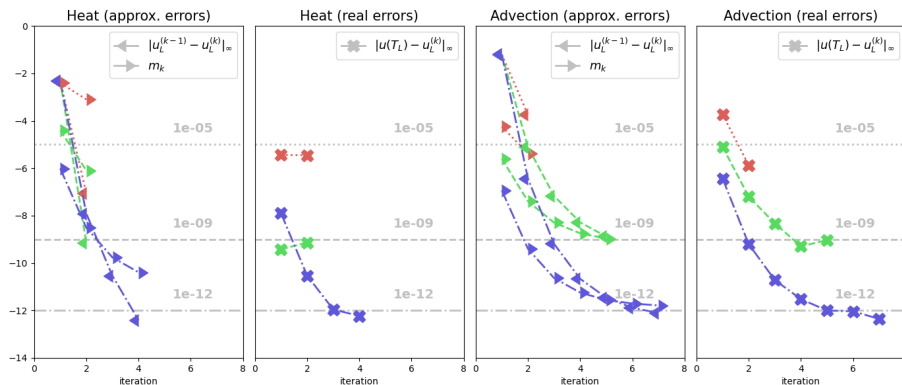 Heat (approx. errors)
Heat (real errors)
Advection (approx. errors)
Advection (real errors)
0
−2
−4
−6
−8
−10
−12
−14
|u_L^{(k−1)} − u_L^{(k)}|_∞
m_k
1e-05
1e-09
1e-12
0 2 4 6 8
iteration
|u(T_L) − u_L^{(k)}|_∞
1e-05
1e-09
1e-12
0 2 4 6 8
iteration
|u_L^{(k−1)} − u_L^{(k)}|_∞
m_k
1e-05
1e-09
1e-12
0 1 2 3 4 5 6 7 8
iteration
|u(T_L) − u_L^{(k)}|_∞
1e-05
1e-09
1e-12
0 2 4 6
iteration